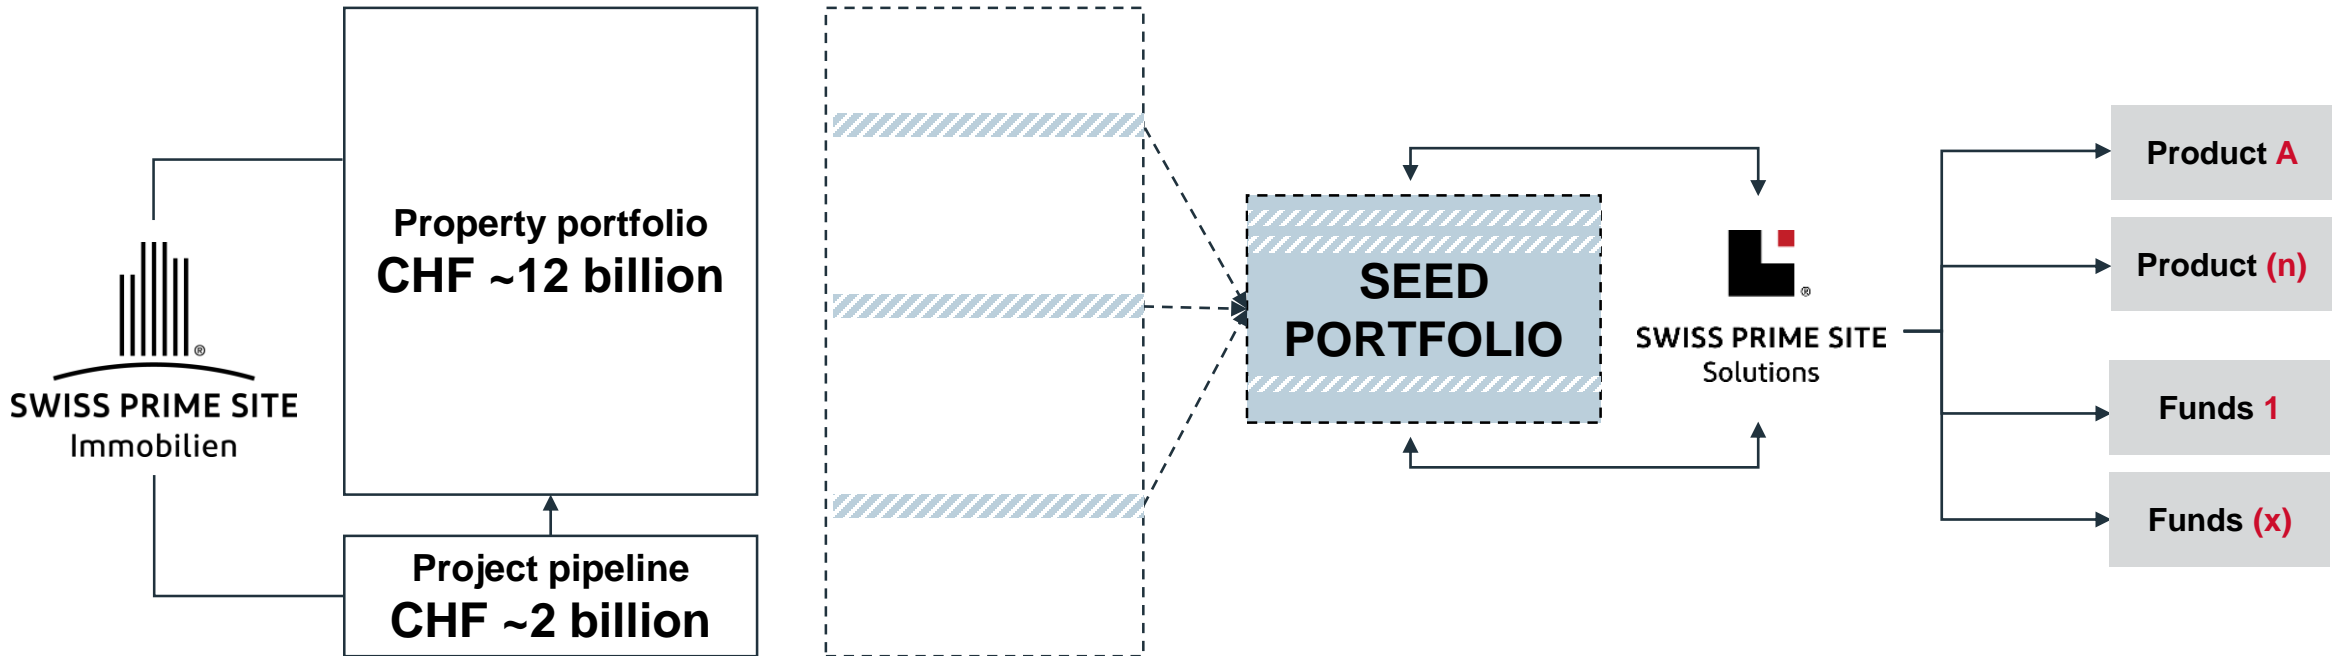 Property portfolio
CHF ~12 billion
Project pipeline
CHF ~2 billion
®
SWISS PRIME SITE
Immobilien
SEED
PORTFOLIO
®
SWISS PRIME SITE
Solutions
Product A
Product (n)
Funds 1
Funds (x)